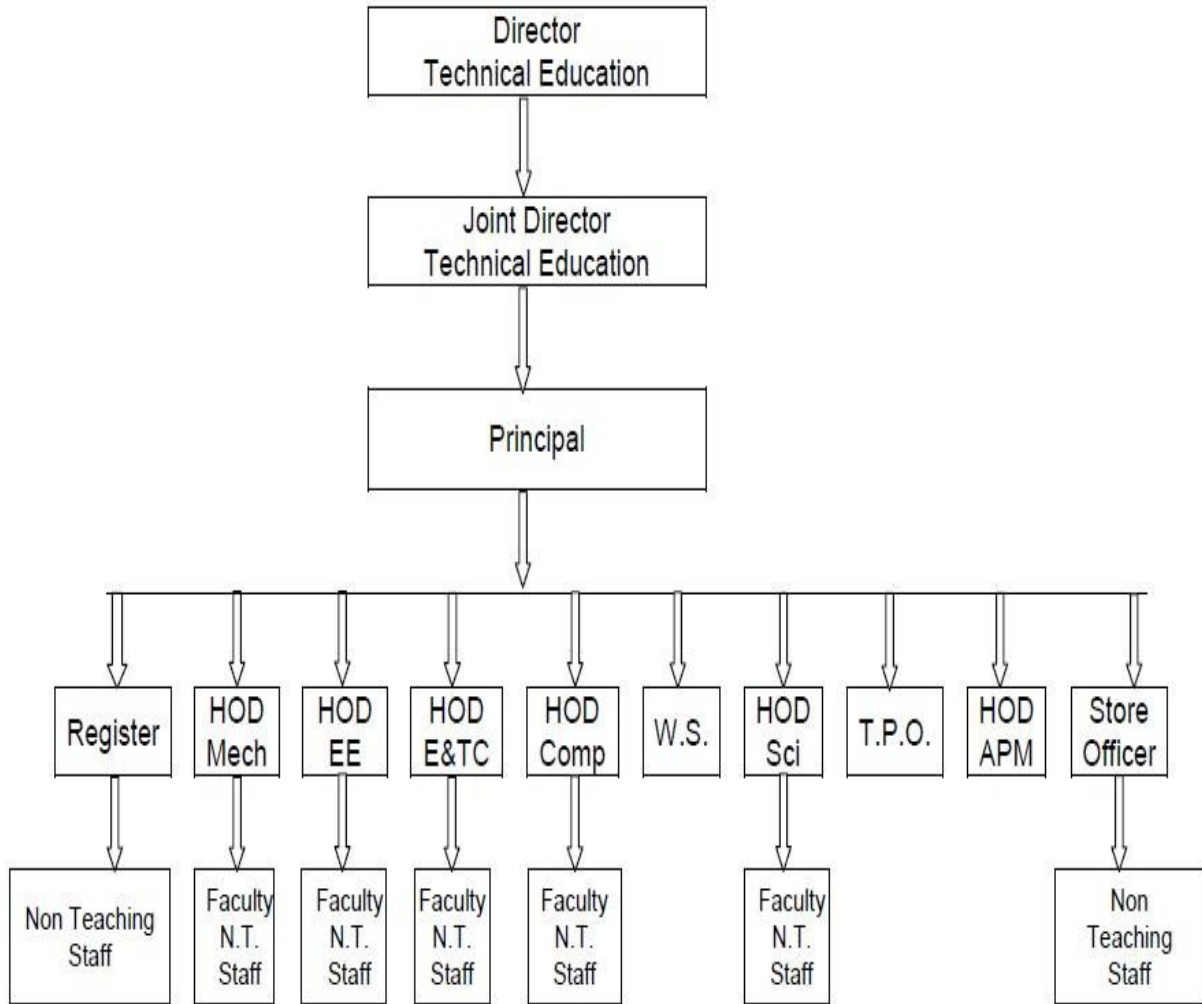 Director
Technical Education
Joint Director
Technical Education
Principal
Register
HOD
Mech
HOD
EE
HOD
E&TC
HOD
Comp
W.S.
HOD
Sci
T.P.O.
HOD
APM
Store
Officer
Non Teaching
Staff
Faculty
N.T.
Staff
Faculty
N.T.
Staff
Faculty
N.T.
Staff
Faculty
N.T.
Staff
Faculty
N.T.
Staff
Non
Teaching
Staff